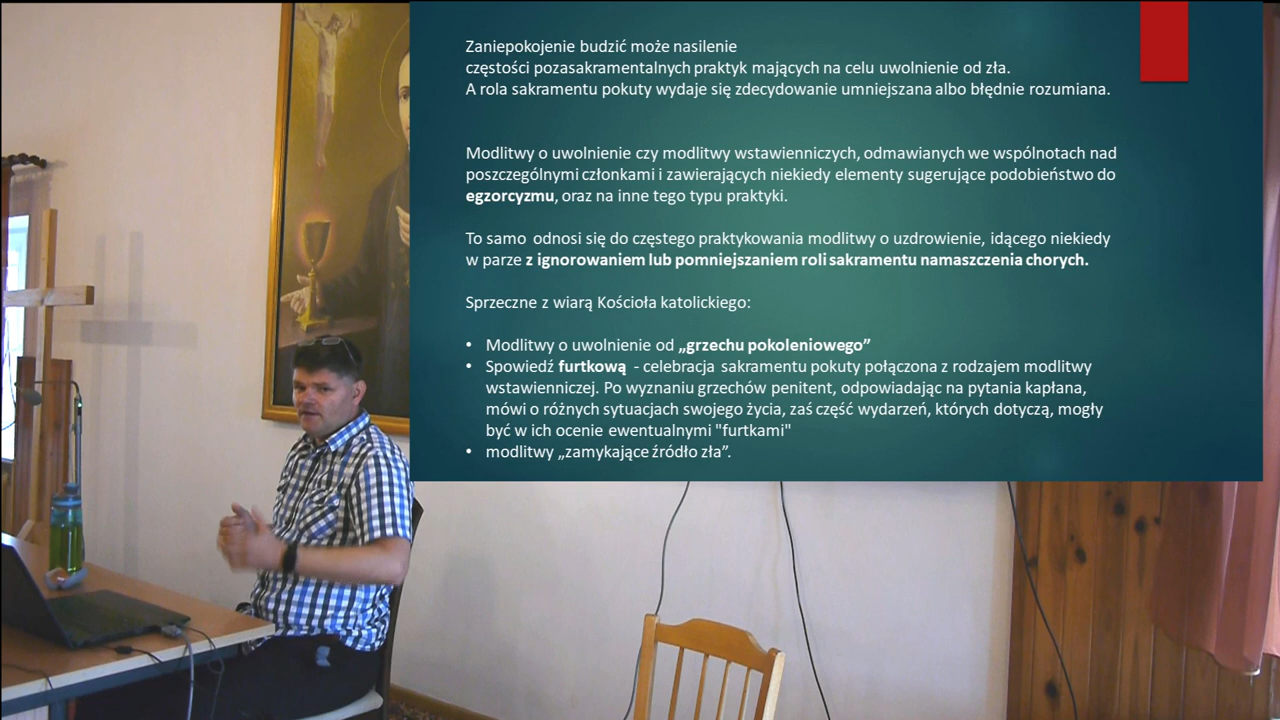 Zaniepokojenie budzić może nasilenie
częstości pozasakramentalnych praktyk mających na celu uwolnienie od zła.
A rola sakramentu pokuty wydaje się zdecydowanie umniejszana albo błędnie rozumiana.
Modlitwy o uwolnienie czy modlitwy wstawienniczych, odmawianych we wspólnotach nad
poszczególnymi członkami i zawierających niekiedy elementy sugerujące podobieństwo do
egzorcyzmu, oraz na inne tego typu praktyki.
To samo odnosi się do częstego praktykowania modlitwy o uzdrowienie, idącego niekiedy
w parze z ignorowaniem lub pomniejszaniem roli sakramentu namaszczenia chorych.
Sprzeczne z wiarą Kościoła katolickiego:
• Modlitwy o uwolnienie od „grzechu pokoleniowego”
• Spowiedź furtkową - celebracja sakramentu pokuty połączona z rodzajem modlitwy
wstawienniczej. Po wyznaniu grzechów penitent, odpowiadając na pytania kapłana,
mówi o różnych sytuacjach swojego życia, zaś część wydarzeń, których dotyczą, mogły
być w ich ocenie ewentualnymi "furtkami"
• modlitwy „zamykające źródło zła”.